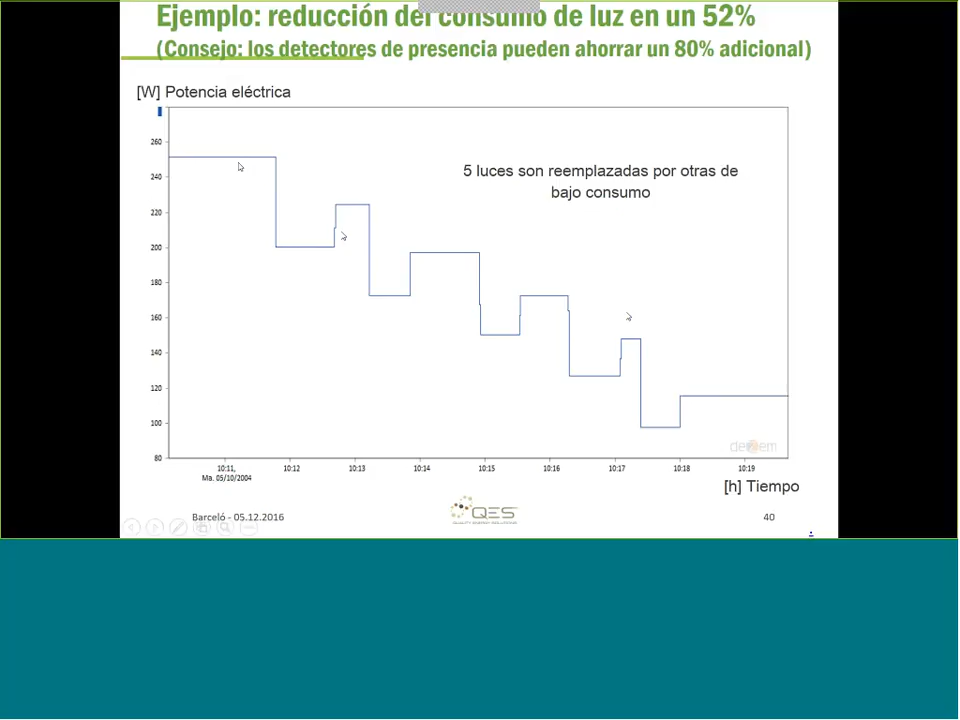 Ejemplo: reducción del consumo de luz en un 52%
(Consejo: los detectores de presencia pueden ahorrar un 80% adicional)
[W] Potencia eléctrica
5 luces son reemplazadas por otras de
bajo consumo
260
240
220
200
180
160
140
120
100
80
10:11, 10:12 10:13 10:14 10:15 10:16 10:17 10:18 10:19
Ma. 05/10/2004
[h] Tiempo
Barceló - 05.12.2016
QES
QUALITY ENERGY SOLUTIONS
40